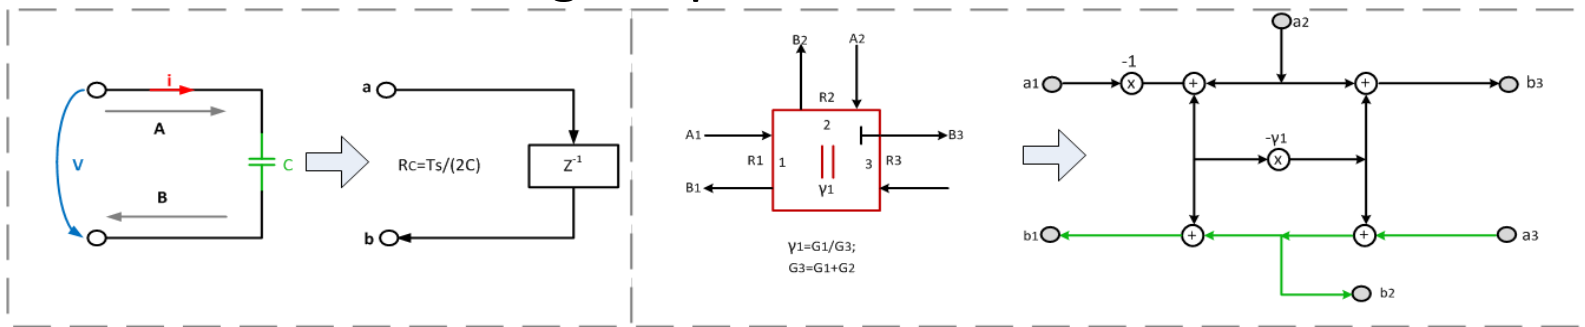 i
A
V
C
B
a
Rc=Ts/(2C)
Z-1
b
B2
A2
R2
A1
2
B3
R1
1
3
R3
B1
γ1
γ1=G1/G3;
G3=G1+G2
a2
-1
a1
x
+
+
b3
-γ1
x
b1
+
+
a3
b2